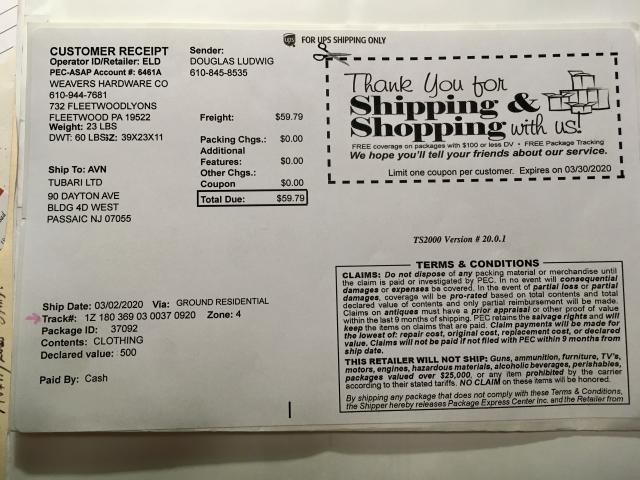 ups FOR UPS SHIPPING ONLY
CUSTOMER RECEIPT
Operator ID/Retailer: ELD
PEC-ASAP Account #: 6461A
WEAVERS HARDWARE CO
610-944-7681
732 FLEETWOODLYONS
FLEETWOOD PA 19522
Weight: 23 LBS
DWT: 60 LBS SZ: 39X23X11
Ship To: AVN
TUBARI LTD
90 DAYTON AVE
BLDG 4D WEST
PASSAIC NJ 07055
Sender:
DOUGLAS LUDWIG
610-845-8535
Freight: $59.79
Packing Chgs.: $0.00
Additional
Features: $0.00
Other Chgs.:
Coupon $0.00
Total Due: $59.79
Thank You for
Shipping &
Shopping with us!
FREE coverage on packages with $100 or less DV • FREE Package Tracking
We hope you'll tell your friends about our service.
Limit one coupon per customer. Expires on 03/30/2020
TS2000 Version # 20.0.1
Ship Date: 03/02/2020 Via: GROUND RESIDENTIAL
Track#: 1Z 180 369 03 0037 0920 Zone: 4
Package ID: 37092
Contents: CLOTHING
Declared value: 500
Paid By: Cash
TERMS & CONDITIONS
CLAIMS: Do not dispose of any packing material or merchandise until
the claim is paid or investigated by PEC. In no event will consequential
damages or expenses be covered. In the event of partial loss or partial
damages, coverage will be pro-rated based on total contents and total
declared value of contents and only partial reimbursement will be made.
Claims on antiques must have a prior appraisal or other proof of value
within the last 9 months of shipping. PEC retains the salvage rights and will
keep the items on claims that are paid. Claim payments will be made for
the lowest of: repair cost, original cost, replacement cost, or declared
value. Claims will not be paid if not filed with PEC within 9 months from
ship date.
THIS RETAILER WILL NOT SHIP: Guns, ammunition, furniture, TV's,
motors, engines, hazardous materials, alcoholic beverages, perishables,
packages valued over $25,000, or any item prohibited by the carrier
according to their stated tariffs. NO CLAIM on these items will be honored.
By shipping any package that does not comply with these Terms & Conditions,
the Shipper hereby releases Package Express Center Inc. and the Retailer from